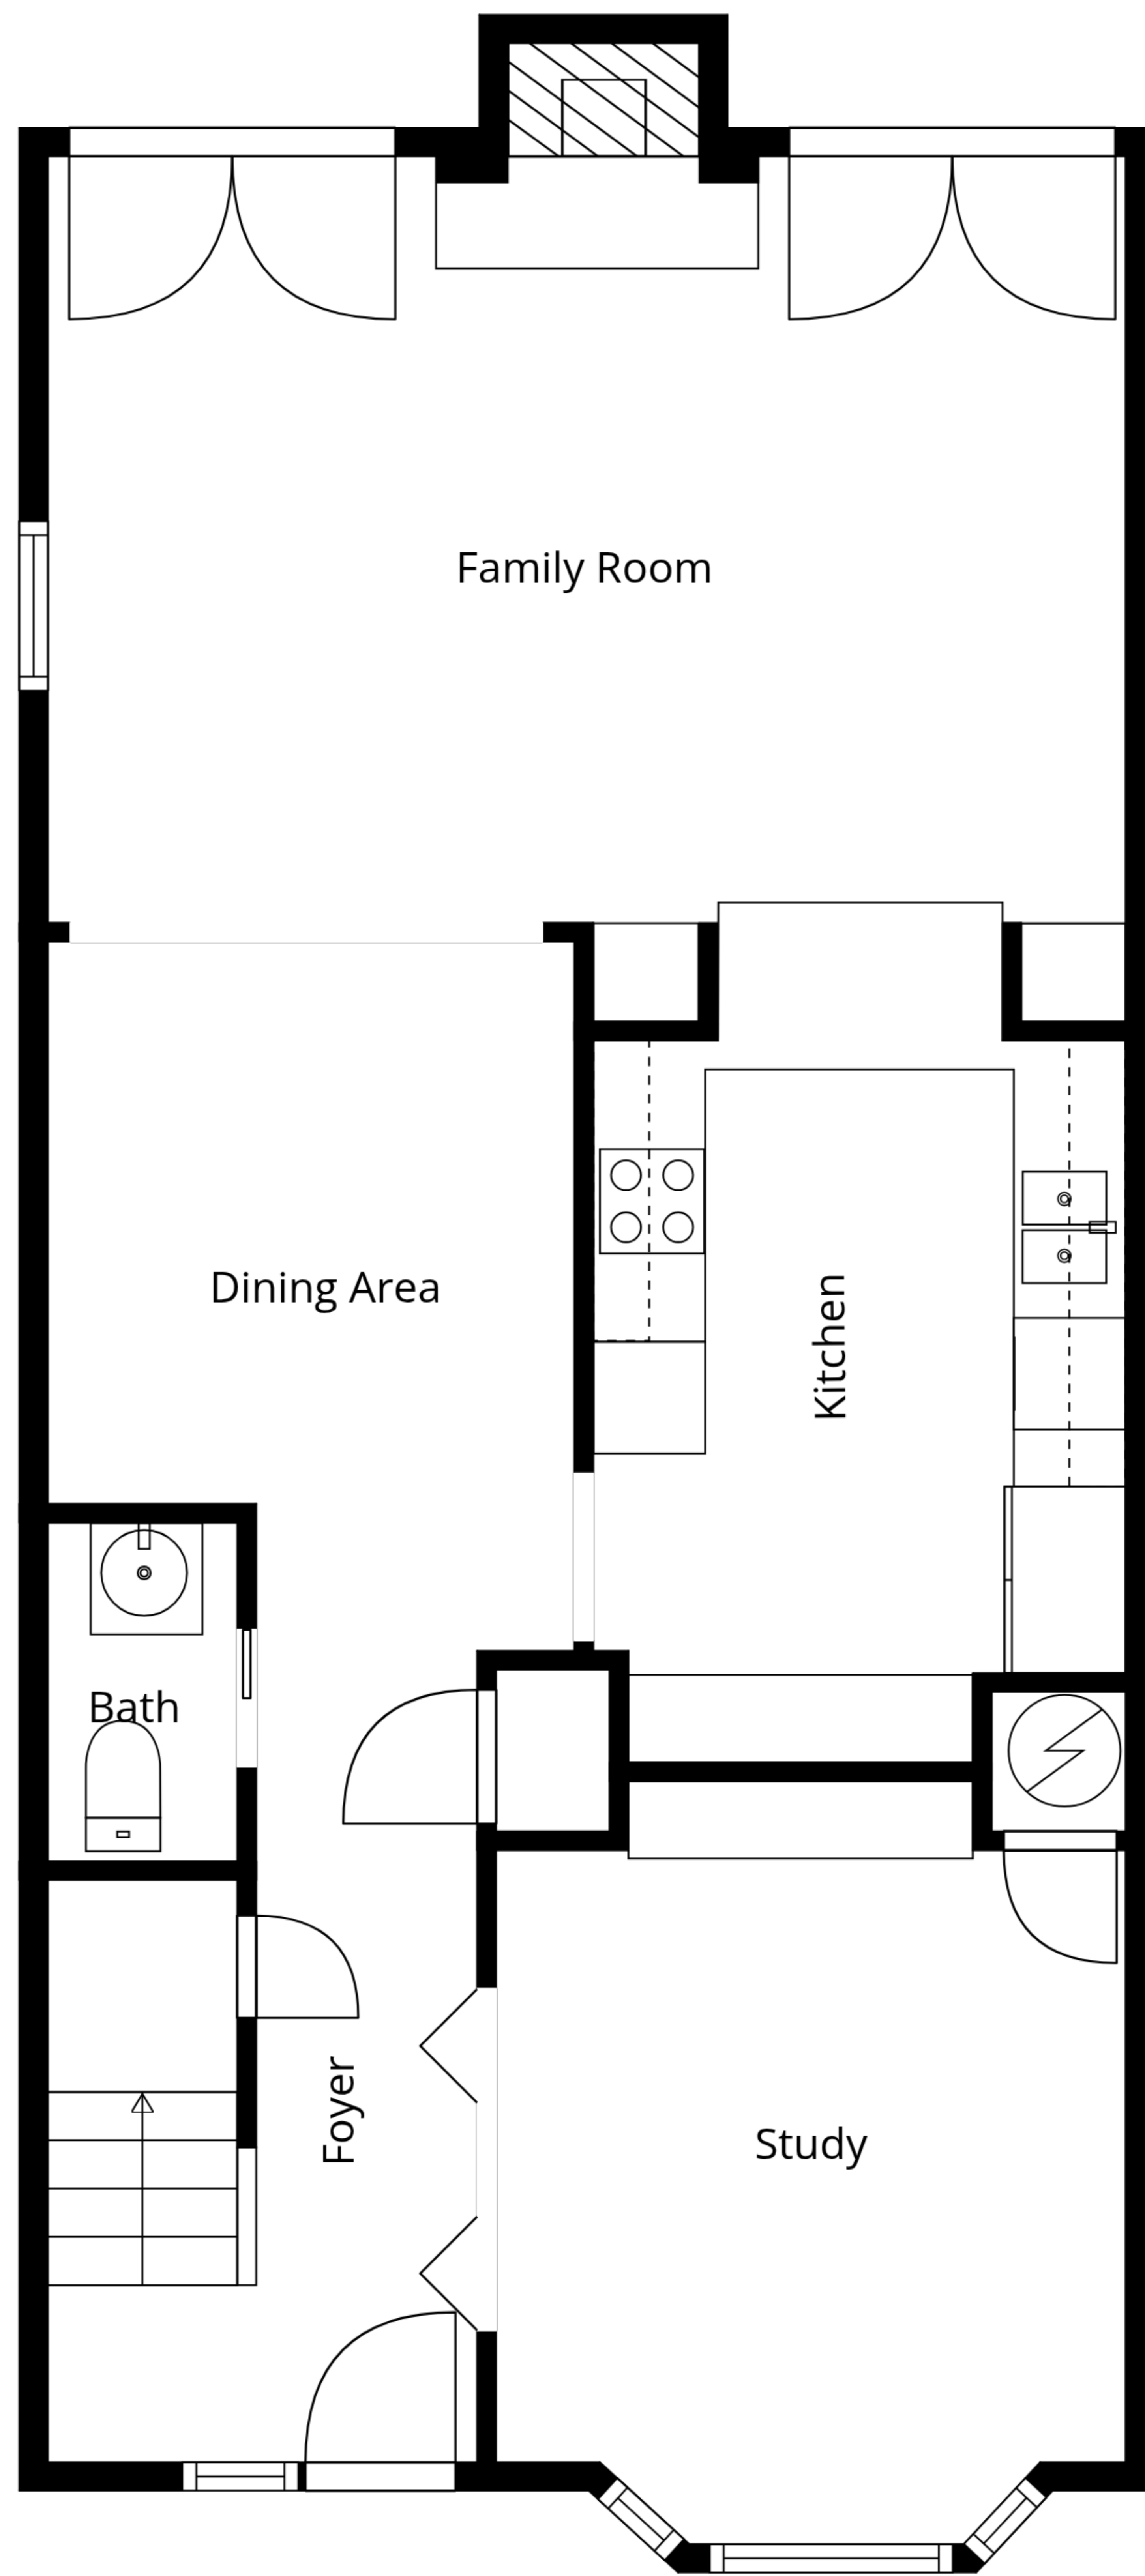 Family Room
Dining Area
Kitchen
Bath
Foyer
Study